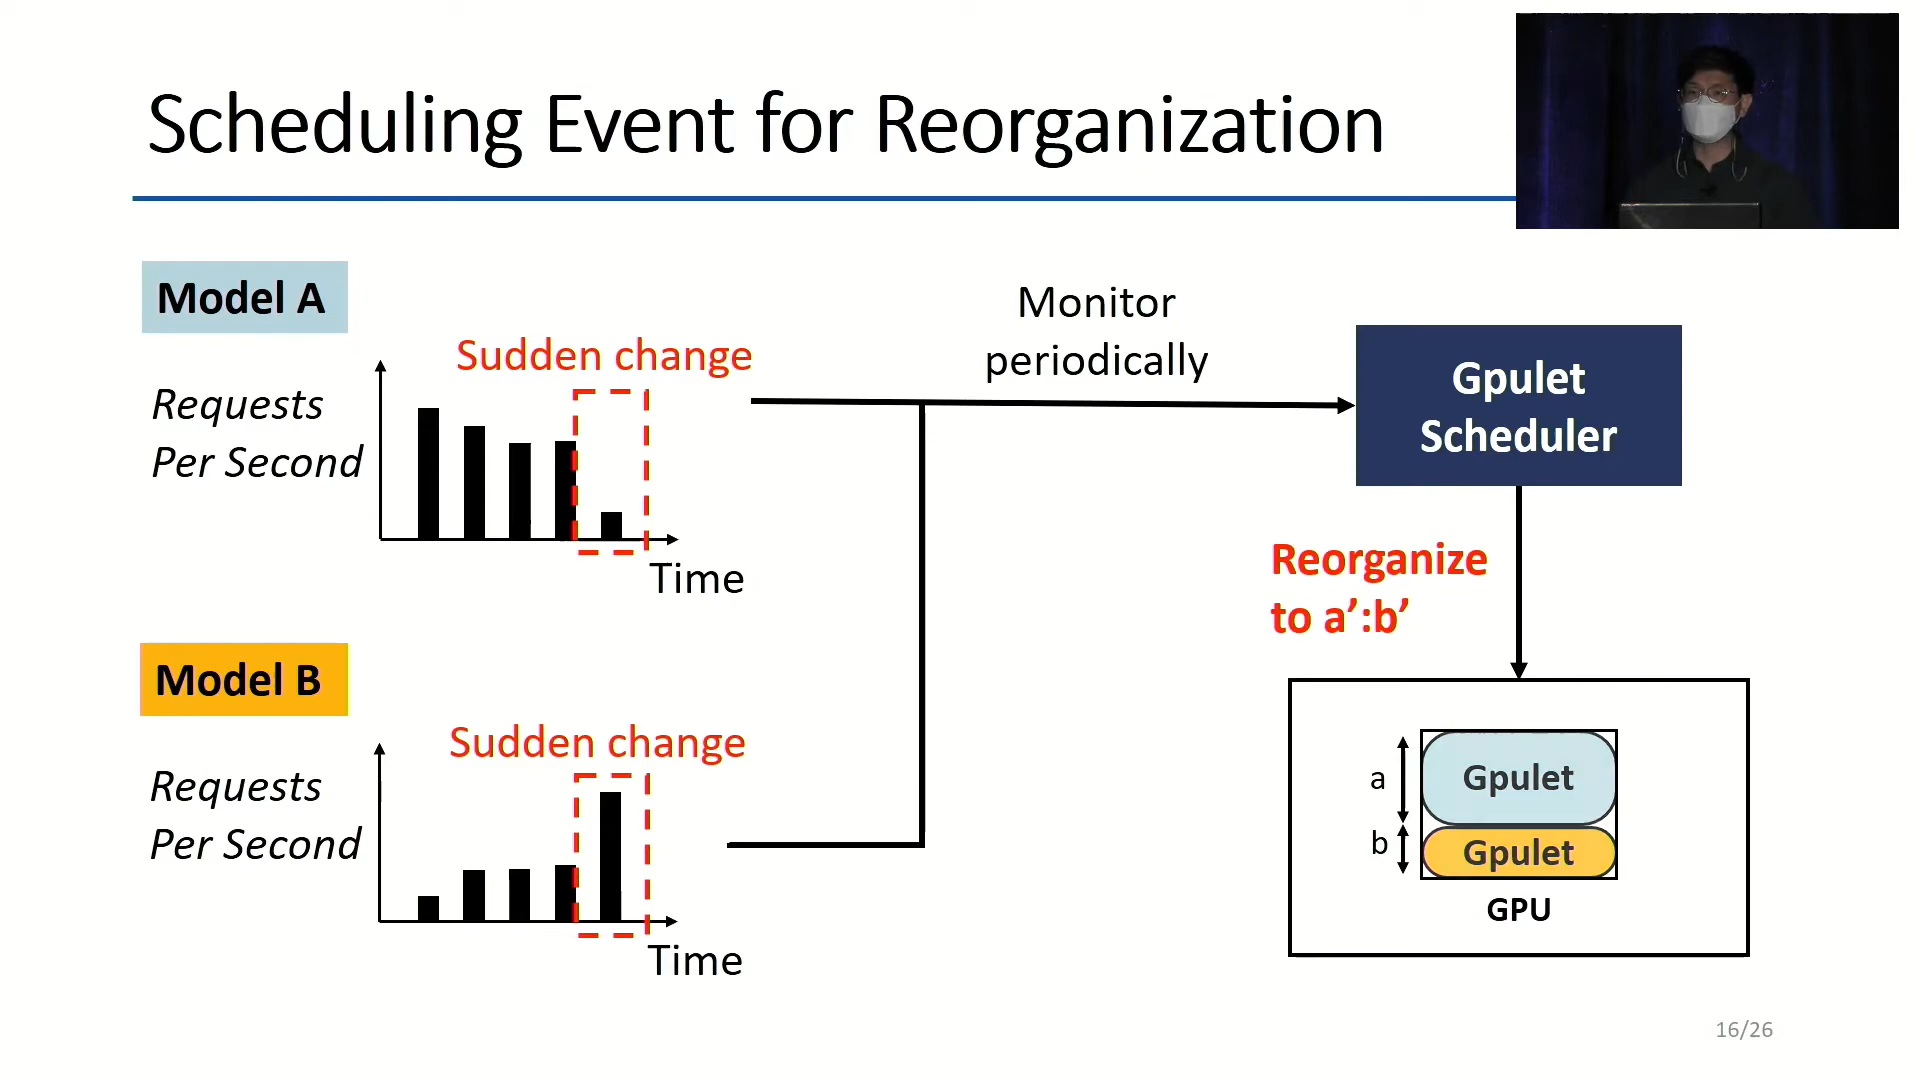 Scheduling Event for Reorganization
Model A
Sudden change
Requests
Per Second
Time
Monitor
periodically
Gpulet
Scheduler
Reorganize
to a’:b’
Model B
Sudden change
Requests
Per Second
Time
a
Gpulet
b
Gpulet
GPU
16/26